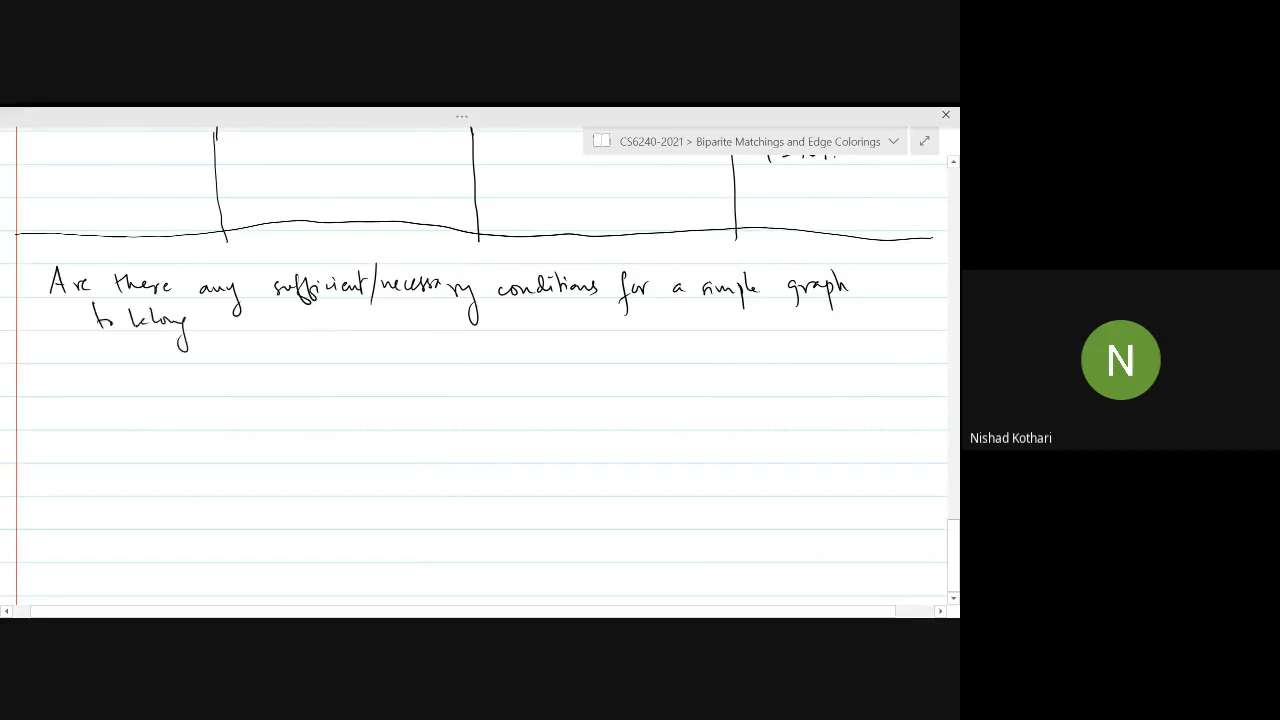 CS6240-2021 > Biparite Matchings and Edge Colorings
Are there any sufficient/necessary conditions for a simple graph
to belong
N
Nishad Kothari